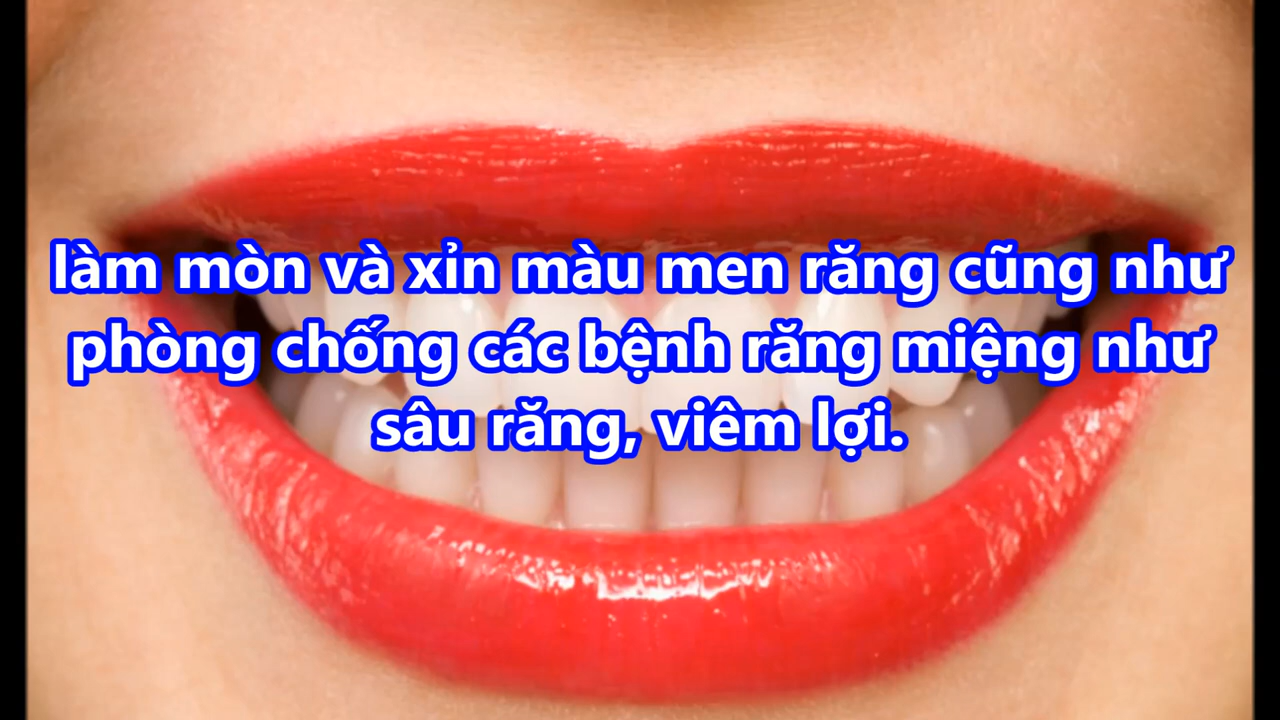 làm mòn và xỉn màu men răng cũng như
phòng chống các bệnh răng miệng như
sâu răng, viêm lợi.